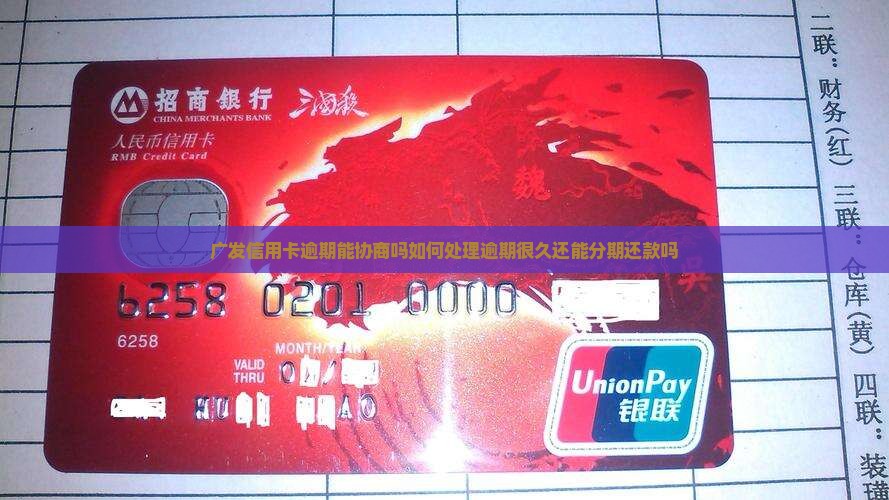 招商银行
CHINA MERCHANTS BANK
三国杀
人民币信用卡
RMB Credit Card
魏
吴
广发信用卡逾期能协商吗如何处理逾期很久还能分期还款吗
6258 0201 0000
6258
MONTH/YEAR
VALID
THRU
UnionPay
银联
二联：财务(红) 三联：仓库(黄) 四联：装璜